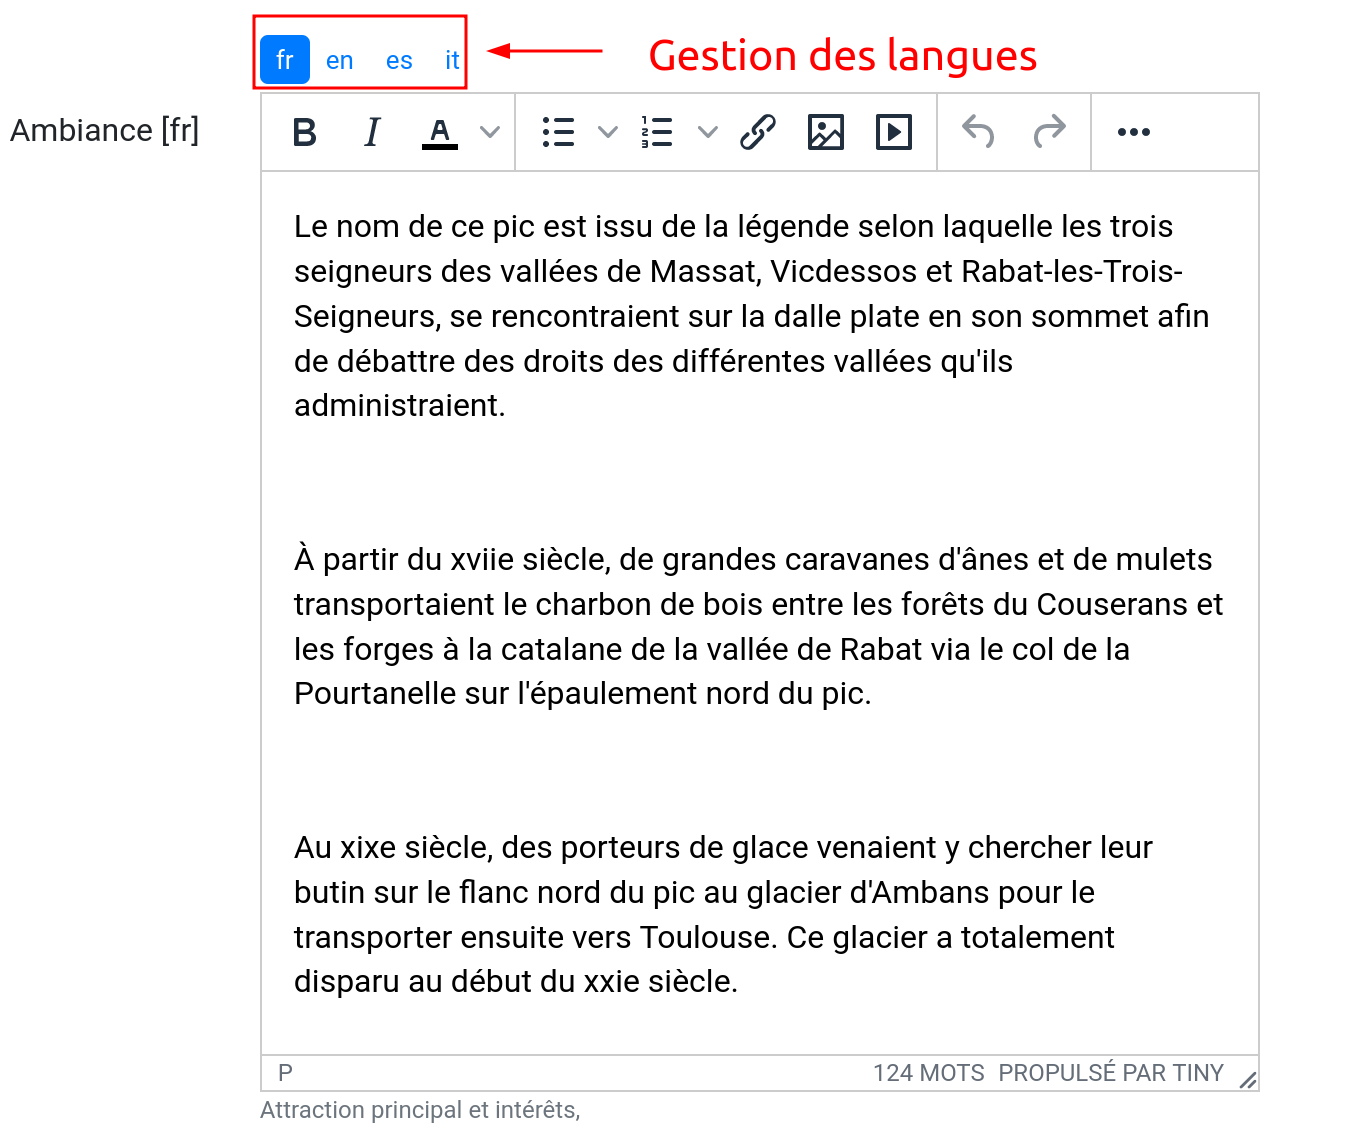 fr en es it
Gestion des langues
Ambiance [fr]
B I A
Le nom de ce pic est issu de la légende selon laquelle les trois
seigneurs des vallées de Massat, Vicdessos et Rabat-les-Trois-
Seigneurs, se rencontraient sur la dalle plate en son sommet afin
de débattre des droits des différentes vallées qu'ils
administraient.
À partir du xviie siècle, de grandes caravanes d'ânes et de mulets
transportaient le charbon de bois entre les forêts du Couserans et
les forges à la catalane de la vallée de Rabat via le col de la
Pourtanelle sur l'épaulement nord du pic.
Au xixe siècle, des porteurs de glace venaient y chercher leur
butin sur le flanc nord du pic au glacier d'Ambans pour le
transporter ensuite vers Toulouse. Ce glacier a totalement
disparu au début du xxie siècle.
P
124 MOTS PROPULSÉ PAR TINY
Attraction principal et intérêts,